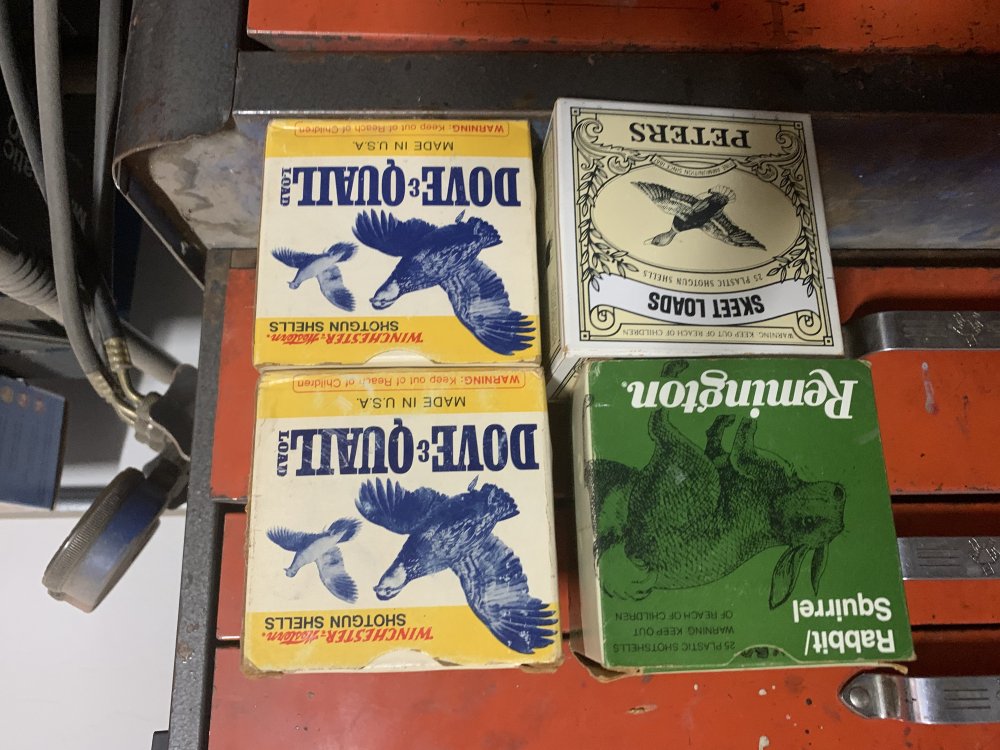 WINCHESTER-Western.
SHOTGUN SHELLS
DOVE & QUAIL
LOAD
MADE IN U.S.A.
WARNING: Keep out of Reach of Children
PETERS
AMMUNITION SINCE
25 PLASTIC SHOTGUN SHELLS
SKEET LOADS
WARNING: KEEP OUT OF REACH OF CHILDREN
WINCHESTER-Western.
SHOTGUN SHELLS
DOVE & QUAIL
LOAD
MADE IN U.S.A.
WARNING: Keep out of Reach of Children
Remington.
Rabbit/
Squirrel
25 PLASTIC SHOTSHELLS
WARNING: KEEP OUT
OF REACH OF CHILDREN